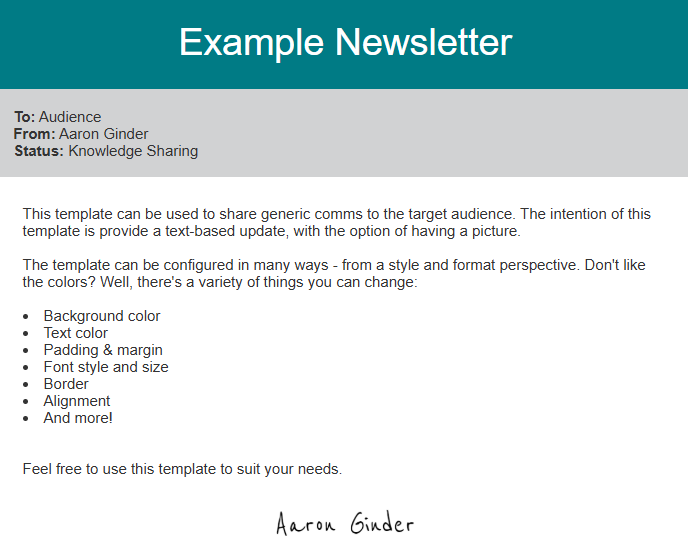 Example Newsletter
To: Audience
From: Aaron Ginder
Status: Knowledge Sharing
This template can be used to share generic comms to the target audience. The intention of this
template is provide a text-based update, with the option of having a picture.
The template can be configured in many ways - from a style and format perspective. Don't like
the colors? Well, there's a variety of things you can change:
• Background color
• Text color
• Padding & margin
• Font style and size
• Border
• Alignment
• And more!
Feel free to use this template to suit your needs.
Aaron Ginder